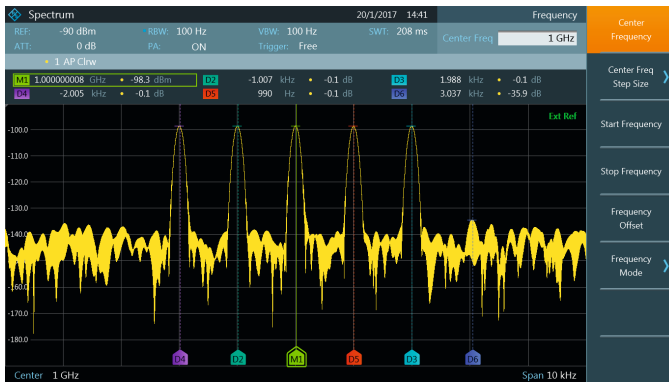 Spectrum 20/1/2017 14:41 Frequency
REF: -90 dBm RBW: 100 Hz VBW: 100 Hz SWT: 208 ms
ATT: 0 dB PA: ON Trigger: Free Center Freq 1 GHz
• 1 AP Clrw
M1 1.000000008 GHz • -98.3 dBm D2 -1.007 kHz • -0.1 dB D3 1.988 kHz • -0.1 dB
D4 -2.005 kHz • -0.1 dB D5 990 Hz • -0.1 dB D6 3.037 kHz • -35.9 dB
Ext Ref
-100.0
-110.0
-120.0
-130.0
-140.0
-160.0
-170.0
-180.0
D4 D2 M1 D5 D3 D6
Center 1 GHz Span 10 kHz
Center
Frequency
Center Freq
Step Size
Start Frequency
Stop Frequency
Frequency
Offset
Frequency
Mode